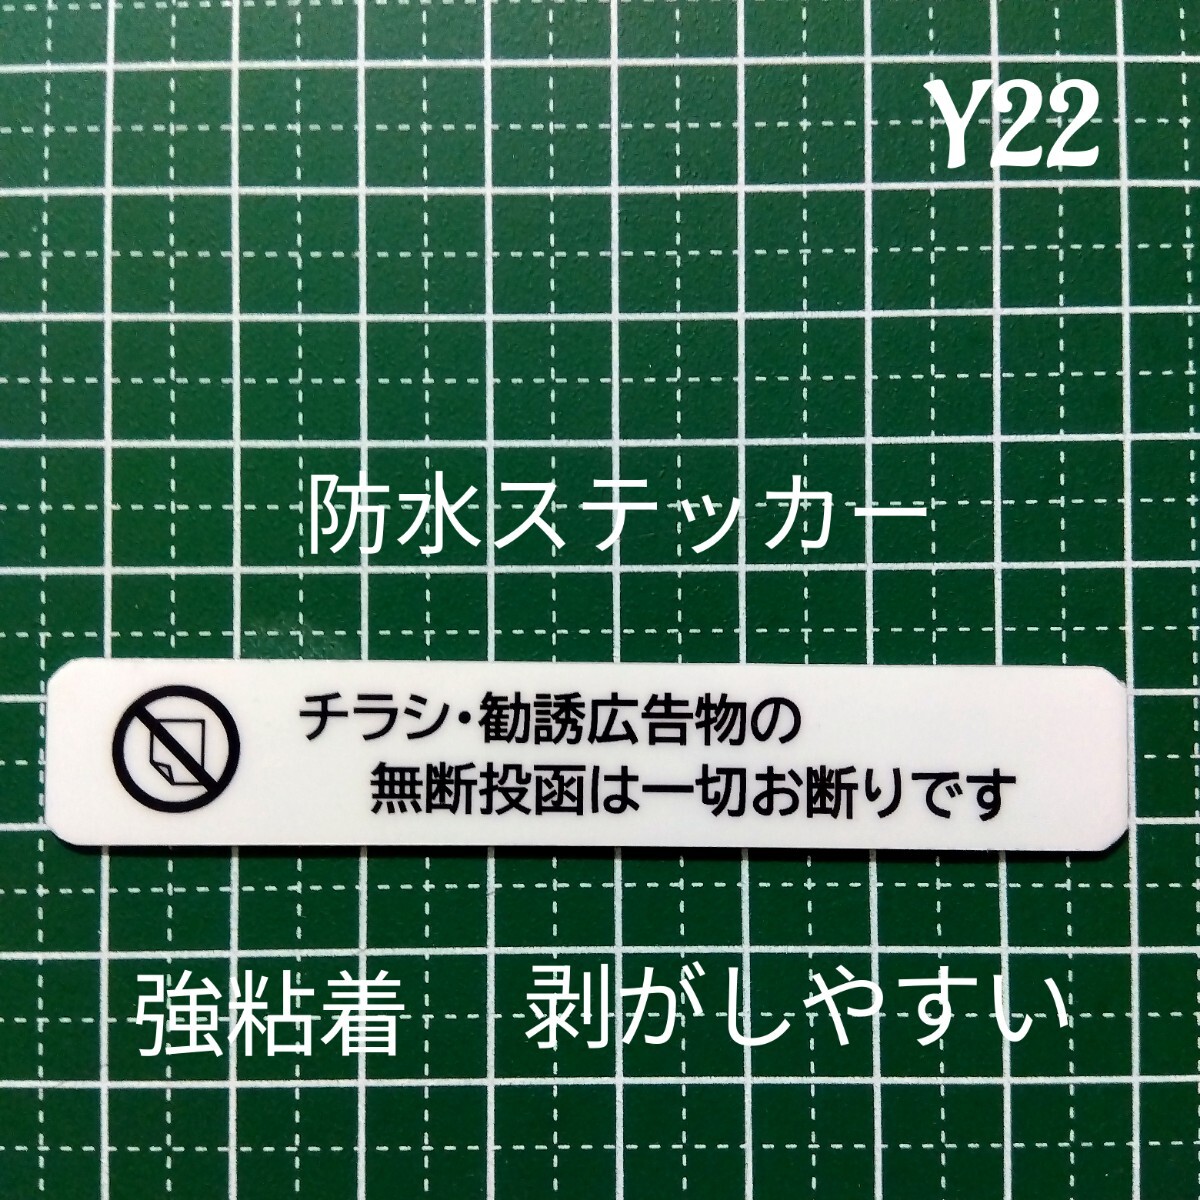 Y22
防水ステッカー
チラシ・勧誘広告物の
無断投函は一切お断りです
強粘着 剥がしやすい